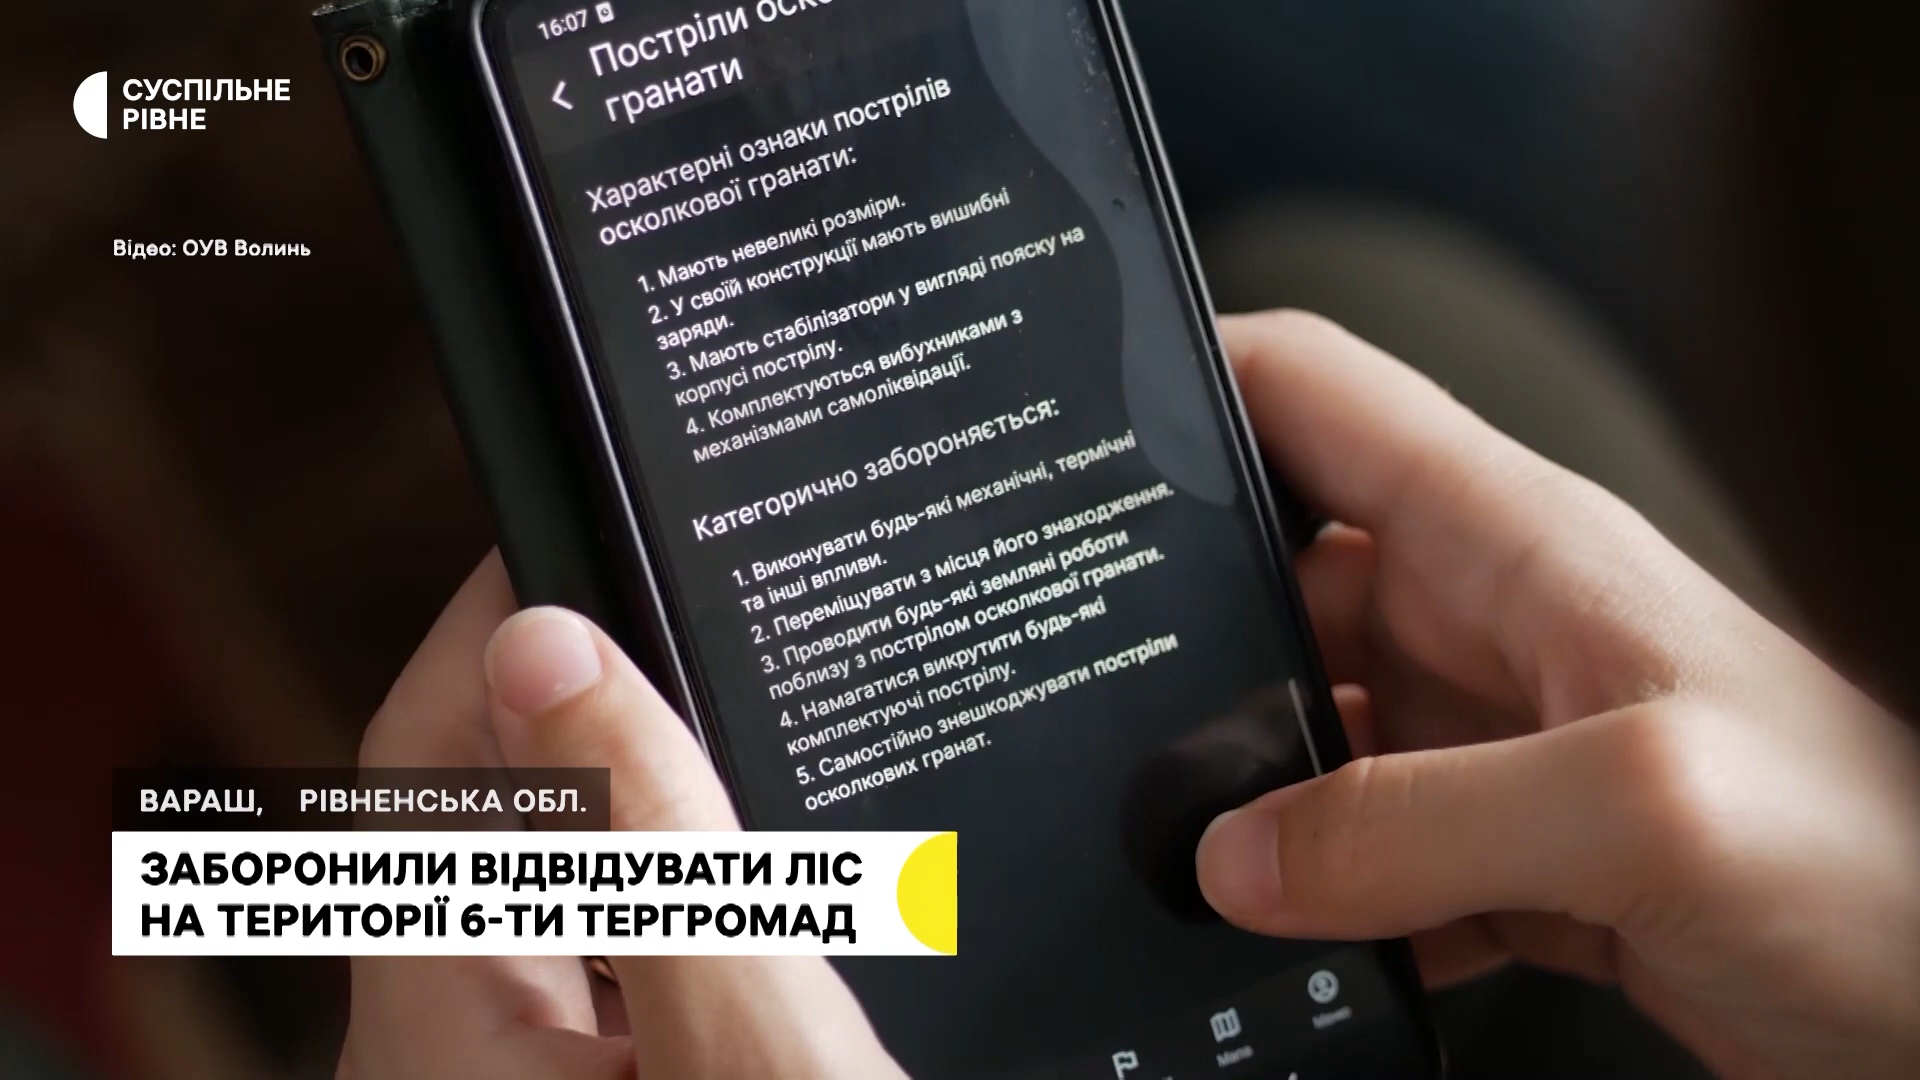 СУСПІЛЬНЕ
РІВНЕ
Відео: ОУВ Волинь
16:07
Постріли
гранати
Характерні ознаки пострілів
осколкової гранати:
1. Мають невеликі розміри.
2. У своїй конструкції мають вишибні
заряди.
3. Мають стабілізатори у вигляді пояску на
корпусі пострілу.
4. Комплектуються вибухниками з
механізмами самоліквідації.
Категорично забороняється:
1. Виконувати будь-які механічні, термічні
та інші впливи.
2. Переміщувати з місця його знаходження.
3. Проводити будь-які земляні роботи
поблизу з пострілом осколкової гранати.
4. Намагатися викрутити будь-які
комплектуючі пострілу.
5. Самостійно знешкоджувати постріли
осколкових гранат.
Мапа
Меню
ВАРАШ, РІВНЕНСЬКА ОБЛ.
ЗАБОРОНИЛИ ВІДВІДУВАТИ ЛІС
НА ТЕРИТОРІЇ 6-ТИ ТЕРГРОМАД